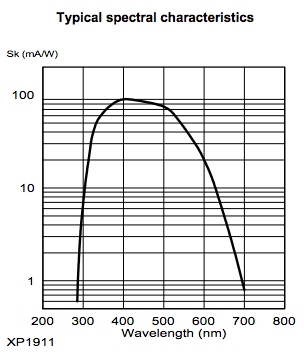 Typical spectral characteristics
Sk (mA/W)
100
10
1
200 300 400 500 600 700 800
Wavelength (nm)
XP1911